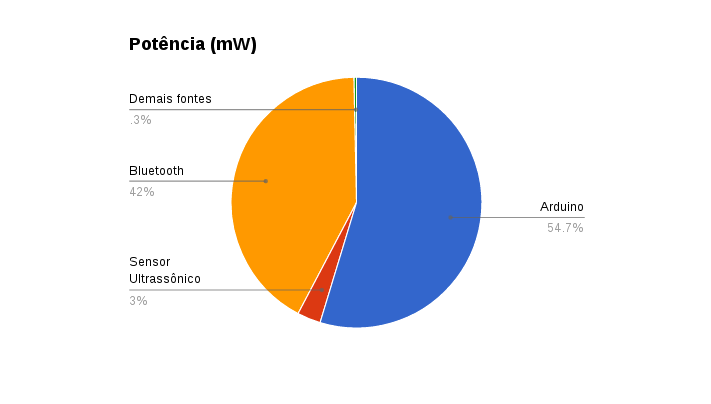 Potência (mW)
Demais fontes
.3%
Bluetooth
42%
Arduino
54.7%
Sensor
Ultrassônico
3%